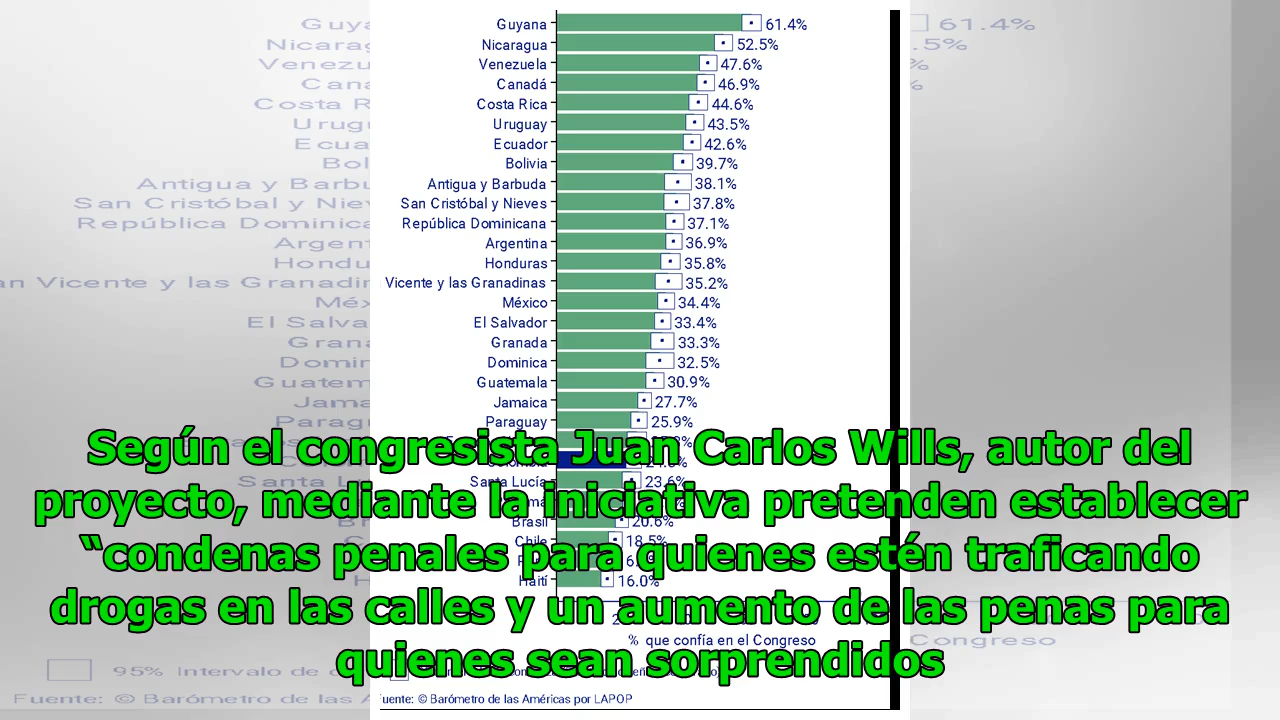 Guyana 61.4%
Nicaragua 52.5%
Venezuela 47.6%
Canadá 46.9%
Costa Rica 44.6%
Uruguay 43.5%
Ecuador 42.6%
Bolivia 39.7%
Antigua y Barbuda 38.1%
San Cristóbal y Nieves 37.8%
República Dominicana 37.1%
Argentina 36.9%
Honduras 35.8%
Vicente y las Granadinas 35.2%
México 34.4%
El Salvador 33.4%
Granada 33.3%
Dominica 32.5%
Guatemala 30.9%
Jamaica 27.7%
Paraguay 25.9%
Según el congresista Juan Carlos Wills, autor del
Colombia
Santa Lucía 23.6%
proyecto, mediante la iniciativa pretenden establecer
Brasil 20.6%
Chile 18.5%
“condenas penales para quienes estén traficando
Haití 16.0%
drogas en las calles y un aumento de las penas para
% que confía en el Congreso
quienes sean sorprendidos
95% intervalo de
uente: © Barómetro de las Américas por LAPOP